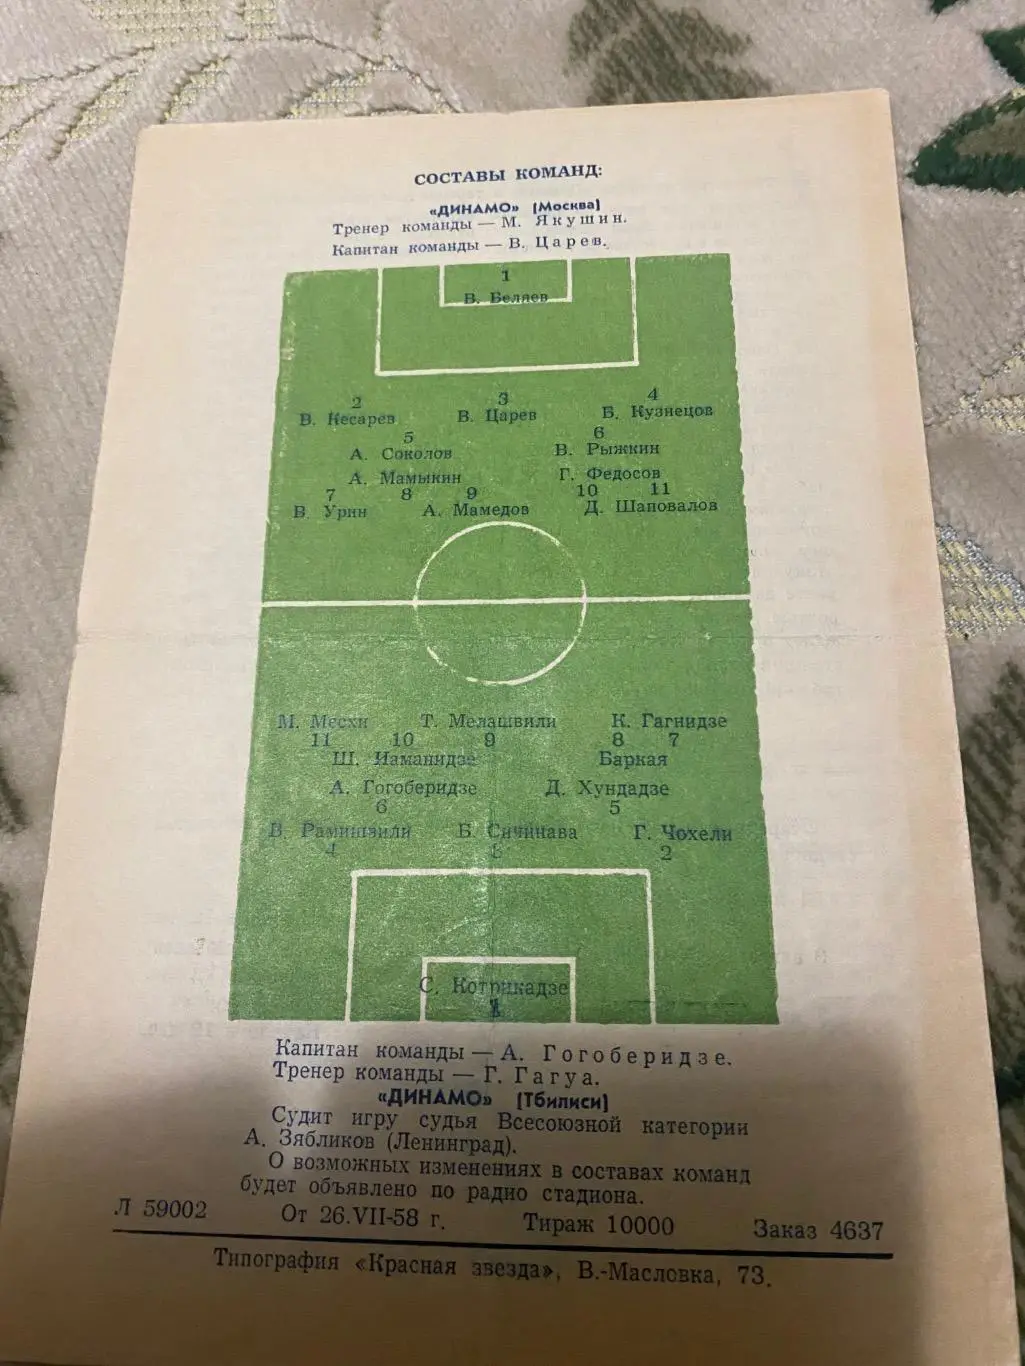 СОСТАВЫ КОМАНД:
«ДИНАМО» (Москва)
Тренер команды — М. Якушин.
Капитан команды — В. Царев.
1
В. Беляев
2 3 4
В. Кесарев В. Царев Б. Кузнецов
5 6
А. Соколов В. Рыжкин
А. Мамыкин Г. Федосов
7 8 9 10 11
В. Урин А. Мамедов Д. Шаповалов
М. Месхи Т. Мелашвили К. Гагнидзе
11 10 9 8 7
Ш. Яманидзе Баркая
А. Гогоберидзе Д. Хундадзе
6 5
В. Рамишвили Б. Сичинава Г. Чохели
4 3 2
С. Котрикадзе
1
Капитан команды — А. Гогоберидзе.
Тренер команды — Г. Гагуа.
«ДИНАМО» (Тбилиси)
Судит игру судья Всесоюзной категории
А. Зябликов (Ленинград).
О возможных изменениях в составах команд
будет объявлено по радио стадиона.
Л 59002 От 26.VII-58 г. Тираж 10000 Заказ 4637
Типография «Красная звезда», В.-Масловка, 73.